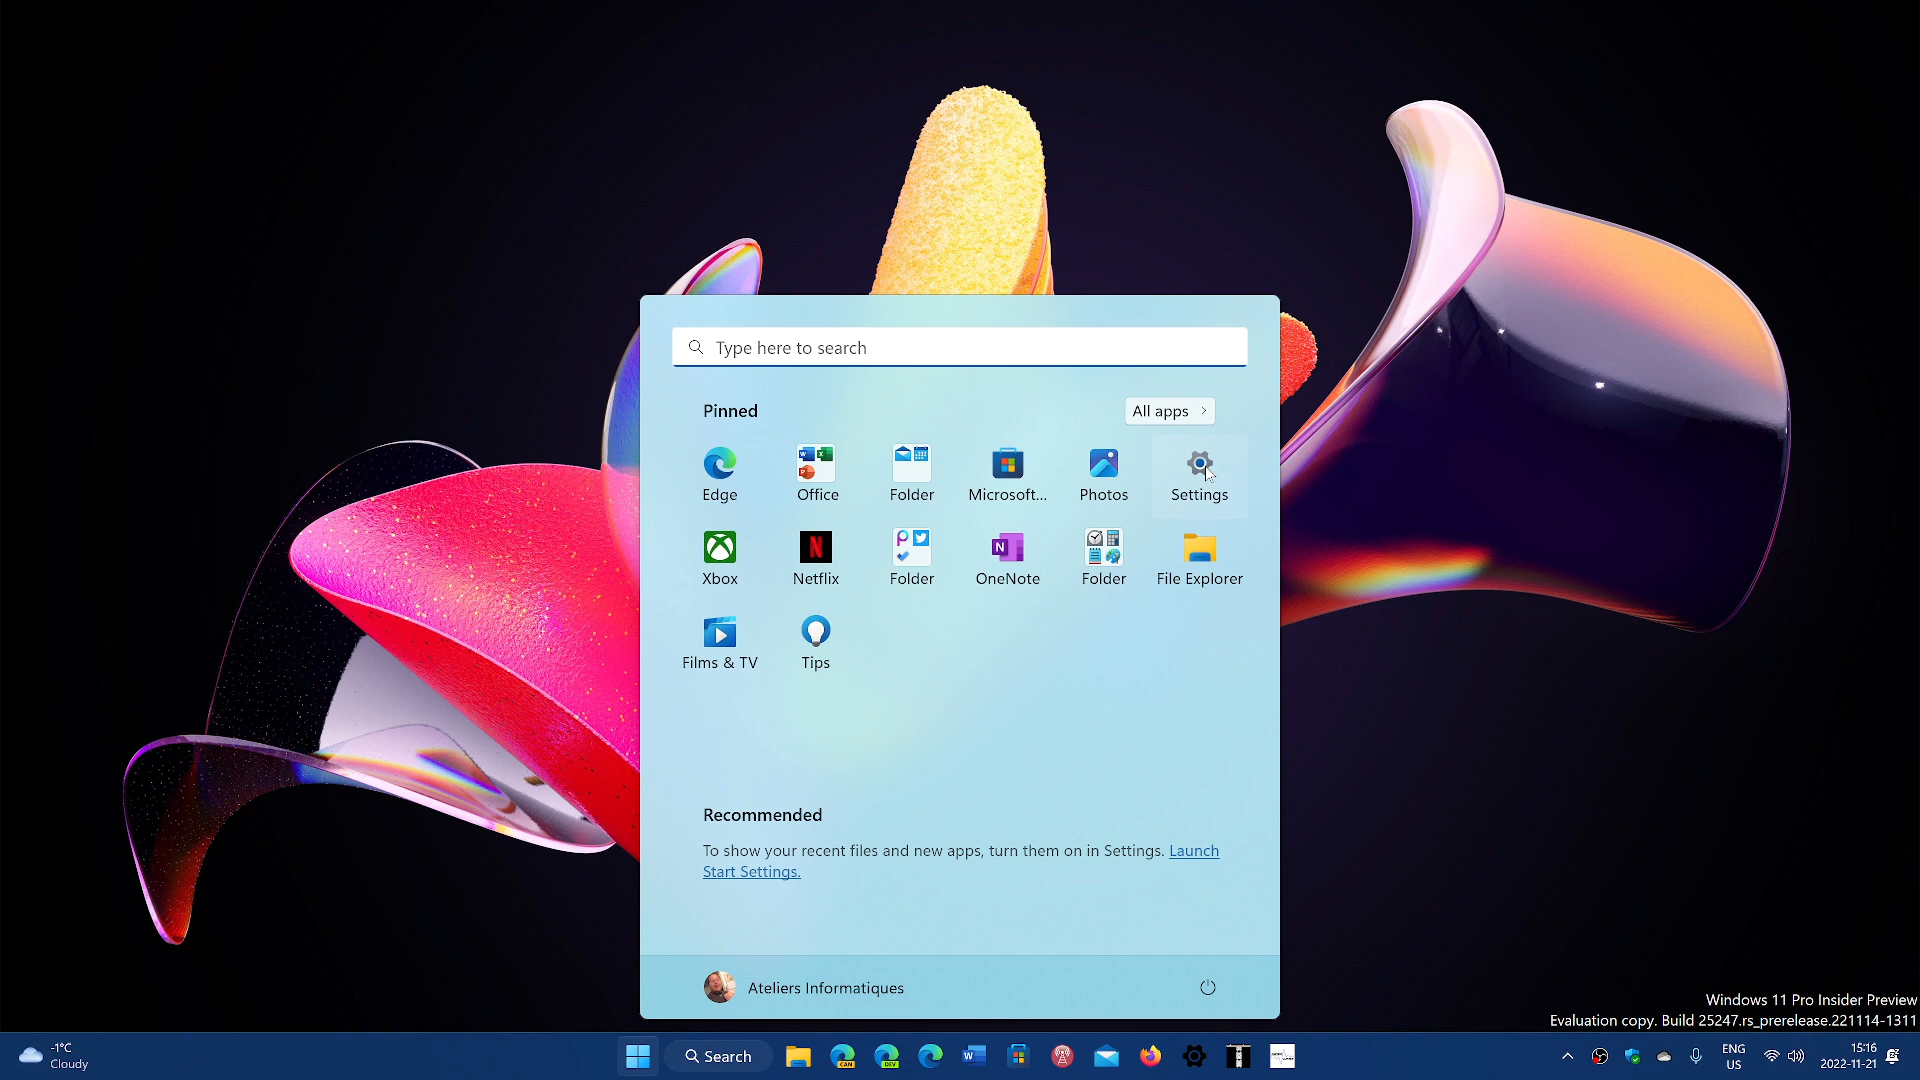 Type here to search
Pinned
All apps
Edge
Office
Folder
Microsoft...
Photos
Settings
Xbox
Netflix
Folder
OneNote
Folder
File Explorer
Films & TV
Tips
Recommended
To show your recent files and new apps, turn them on in Settings. Launch
Start Settings.
Ateliers Informatiques
Windows 11 Pro Insider Preview
Evaluation copy. Build 25247.rs_prerelease.221114-1311
-1°C
Cloudy
Search
CAN
DEV
ENG
US
15:16
2022-11-21